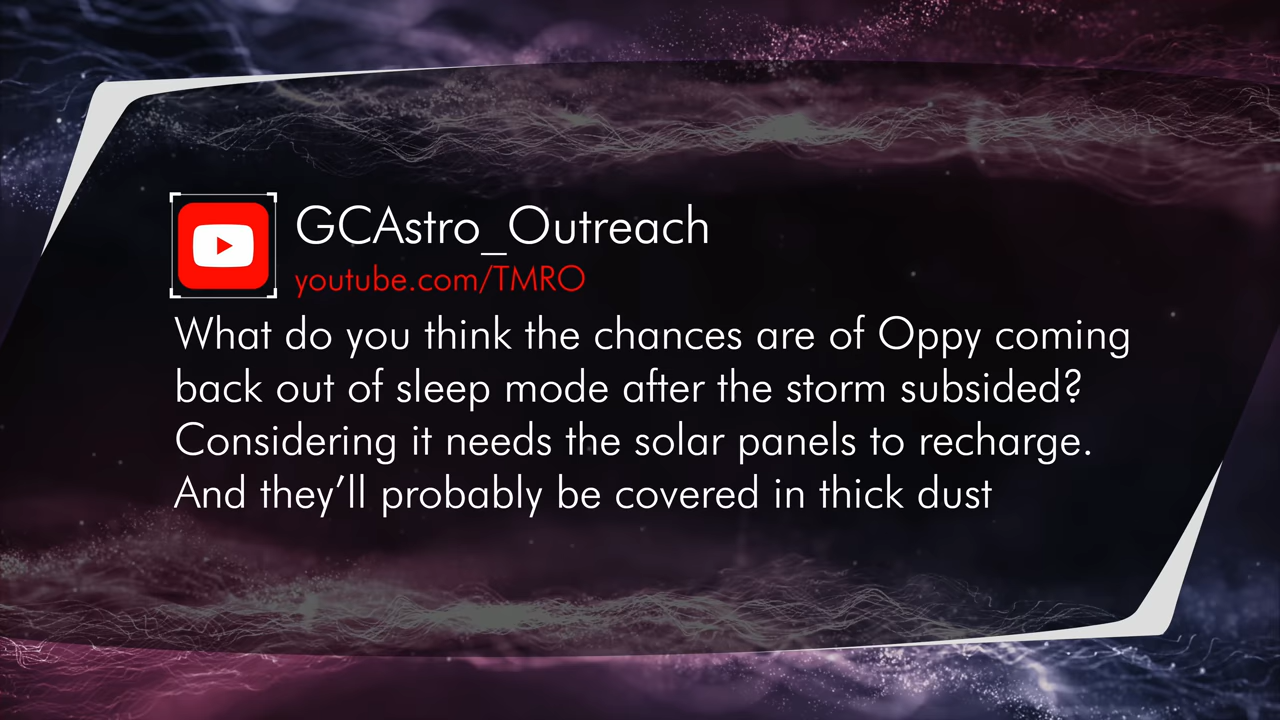 GCAstro_Outreach
youtube.com/TMRO
What do you think the chances are of Oppy coming
back out of sleep mode after the storm subsided?
Considering it needs the solar panels to recharge.
And they’ll probably be covered in thick dust